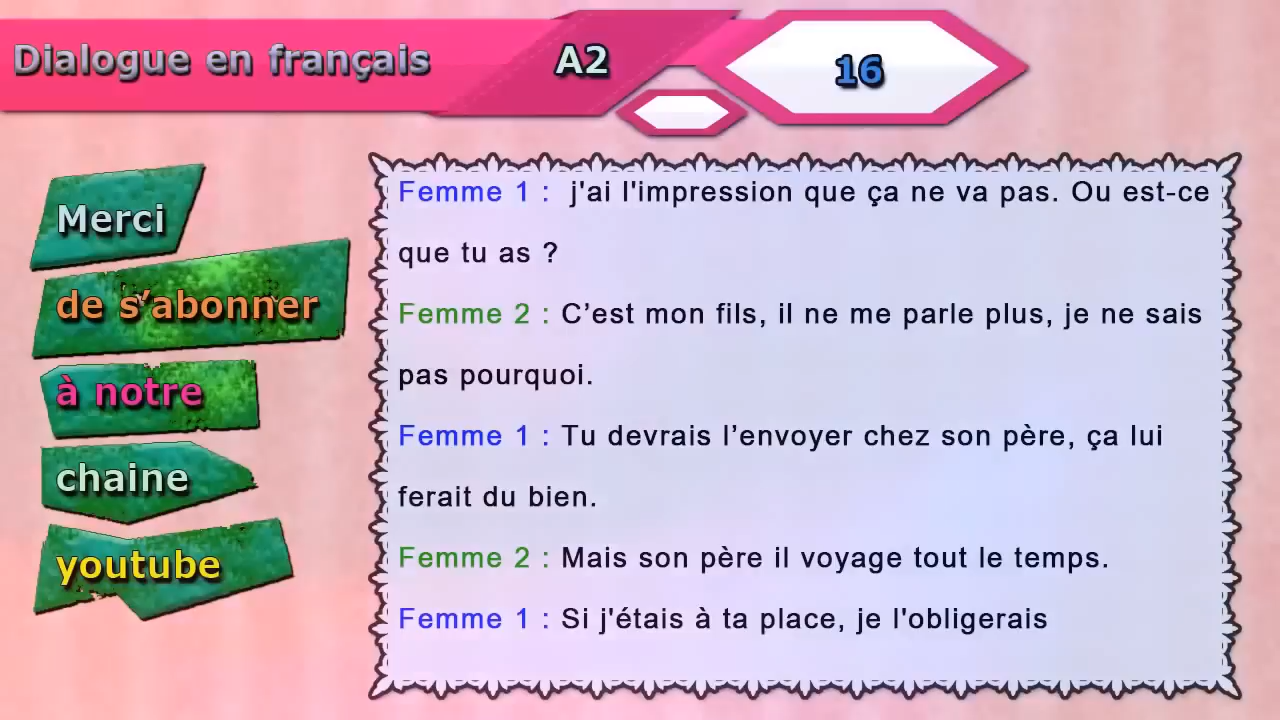 Dialogue en français
A2
16
Merci
de s’abonner
à notre
chaine
youtube
Femme 1 : j'ai l'impression que ça ne va pas. Ou est-ce
que tu as ?
Femme 2 : C’est mon fils, il ne me parle plus, je ne sais
pas pourquoi.
Femme 1 : Tu devrais l’envoyer chez son père, ça lui
ferait du bien.
Femme 2 : Mais son père il voyage tout le temps.
Femme 1 : Si j'étais à ta place, je l'obligerais